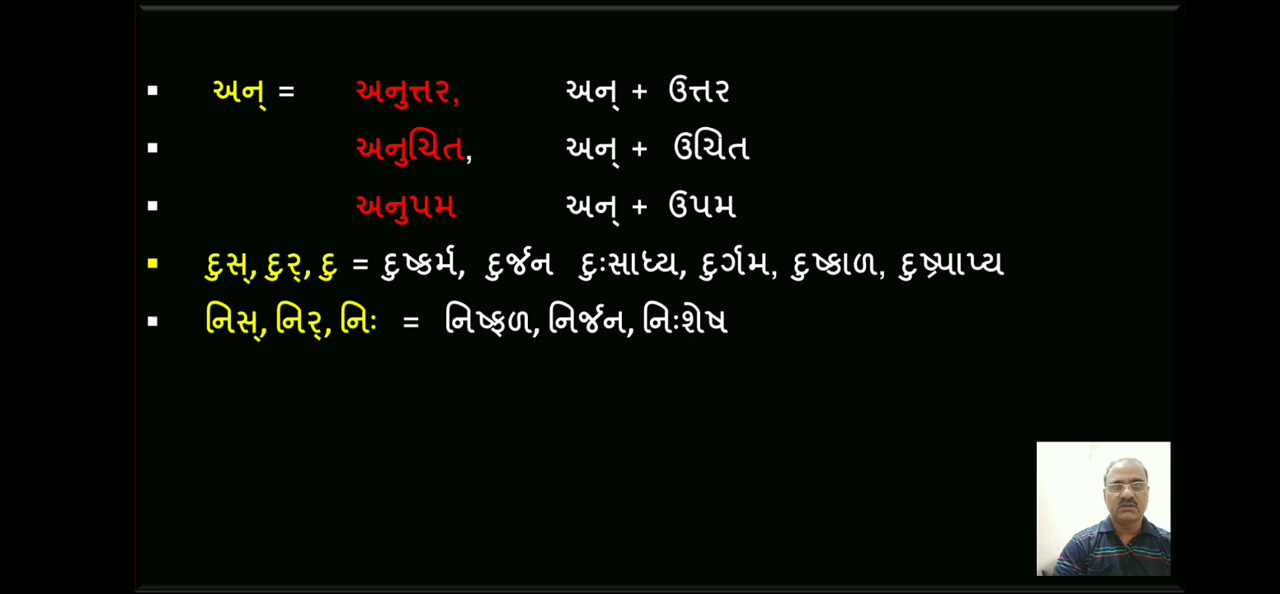 ▪ અન્ = અનુત્તર, અન્ + ઉત્તર
▪ અનુચિત, અન્ + ઉચિત
▪ અનુપમ અન્ + ઉપમ
▪ દુસ્, દુર્, દુ = દુષ્કર્મ, દુર્જન દુઃસાધ્ય, દુર્ગમ, દુષ્કાળ, દુષ્પ્રાપ્ય
▪ નિસ્, નિર્, નિઃ = નિષ્ફળ, નિર્જન, નિઃશેષ